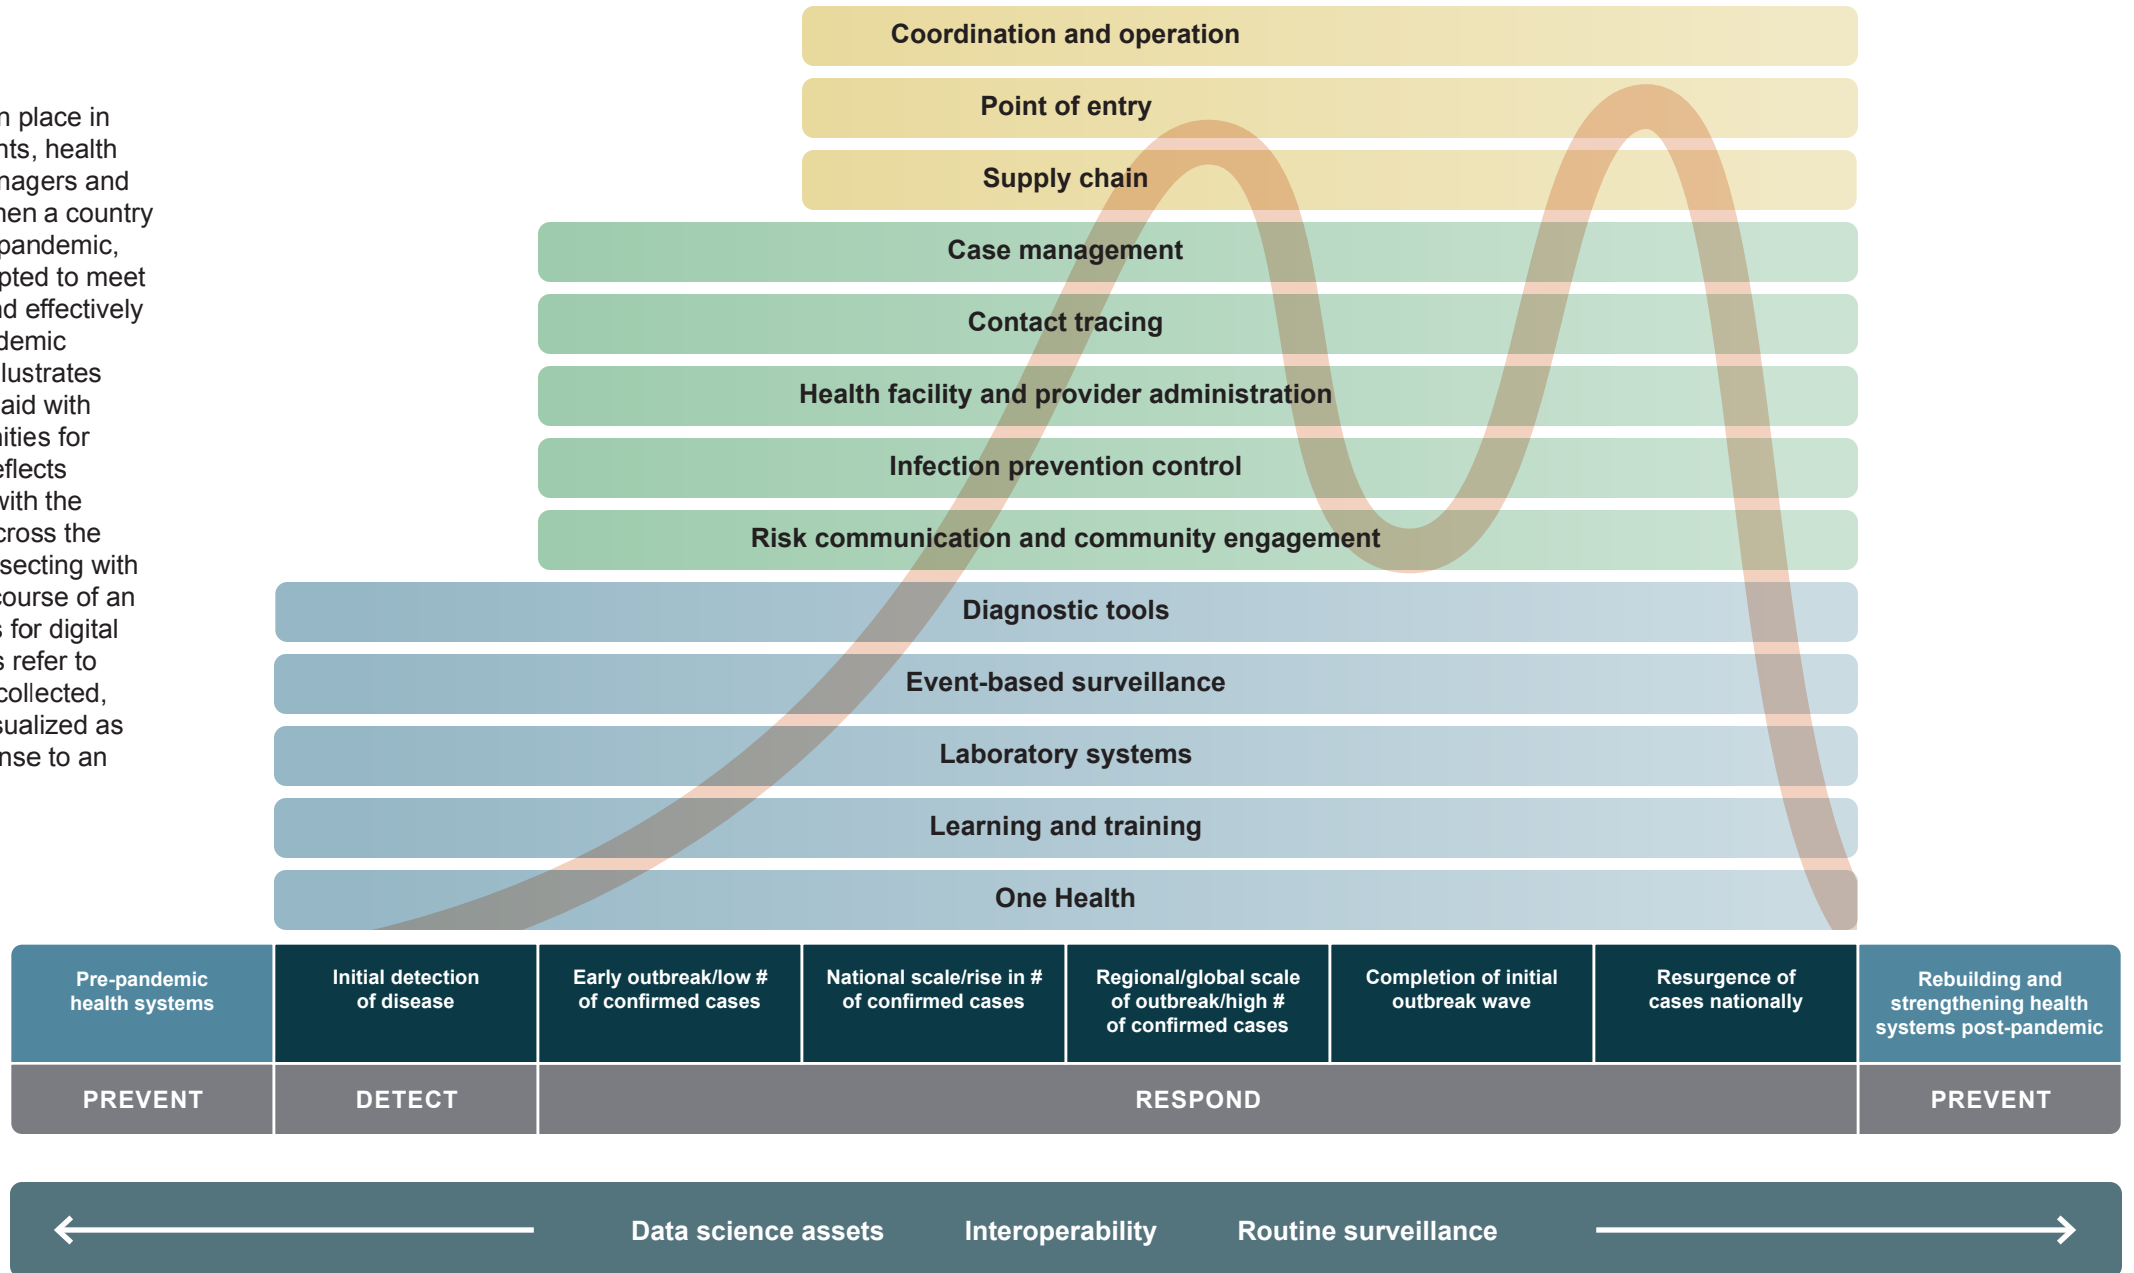 n place in
nts, health
nagers and
hen a country
pandemic,
pted to meet
nd effectively
demic
llustrates
aid with
nities for
eflects
with the
cross the
secting with
course of an
s for digital
s refer to
collected,
sualized as
nse to an
Coordination and operation
Point of entry
Supply chain
Case management
Contact tracing
Health facility and provider administration
Infection prevention control
Risk communication and community engagement
Diagnostic tools
Event-based surveillance
Laboratory systems
Learning and training
One Health
Pre-pandemic
health systems
Initial detection
of disease
Early outbreak/low #
of confirmed cases
National scale/rise in #
of confirmed cases
Regional/global scale
of outbreak/high #
of confirmed cases
Completion of initial
outbreak wave
Resurgence of
cases nationally
Rebuilding and
strengthening health
systems post-pandemic
PREVENT
DETECT
RESPOND
PREVENT
Data science assets
Interoperability
Routine surveillance